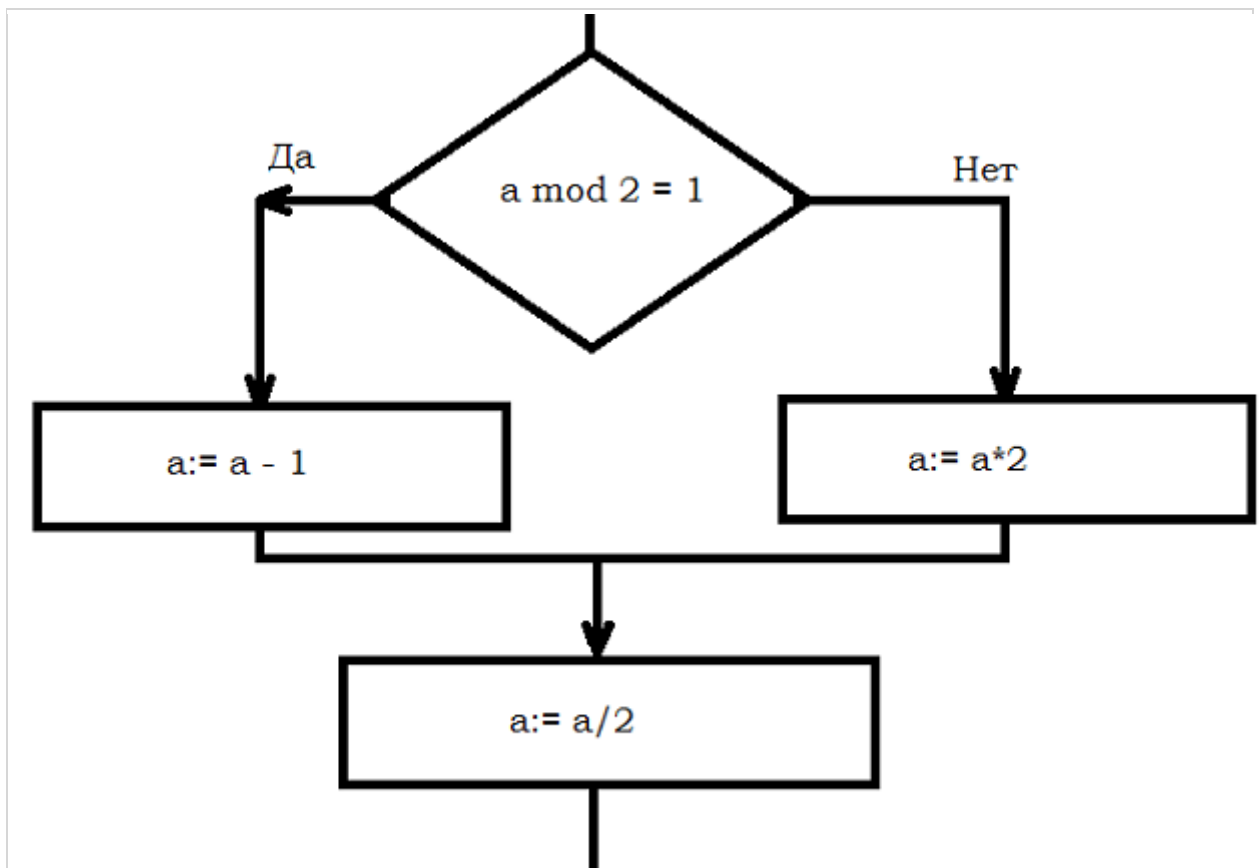 a mod 2 = 1
Да
Нет
a:= a - 1
a:= a*2
a:= a/2